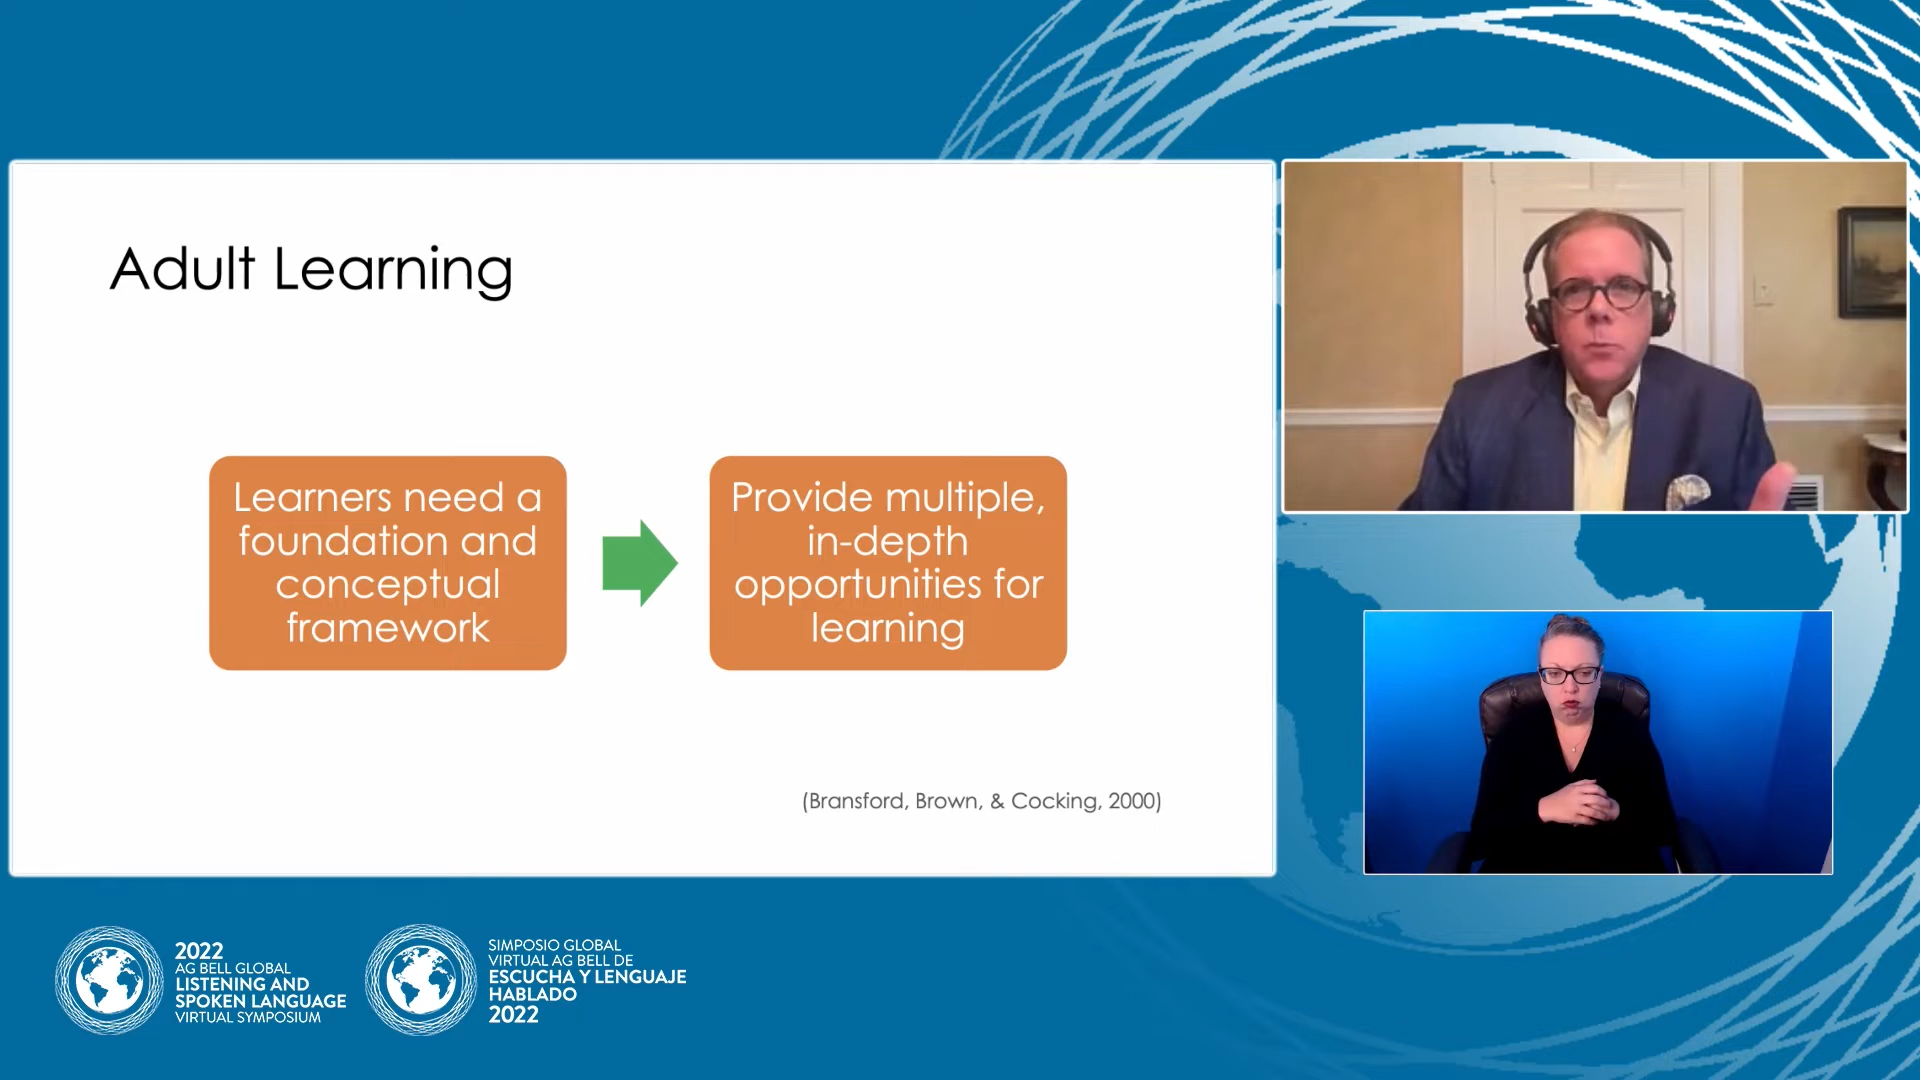 Adult Learning
Learners need a
foundation and
conceptual
framework
Provide multiple,
in-depth
opportunities for
learning
(Bransford, Brown, & Cocking, 2000)
2022
AG BELL GLOBAL
LISTENING AND
SPOKEN LANGUAGE
VIRTUAL SYMPOSIUM
SIMPOSIO GLOBAL
VIRTUAL AG BELL DE
ESCUCHA Y LENGUAJE
HABLADO
2022